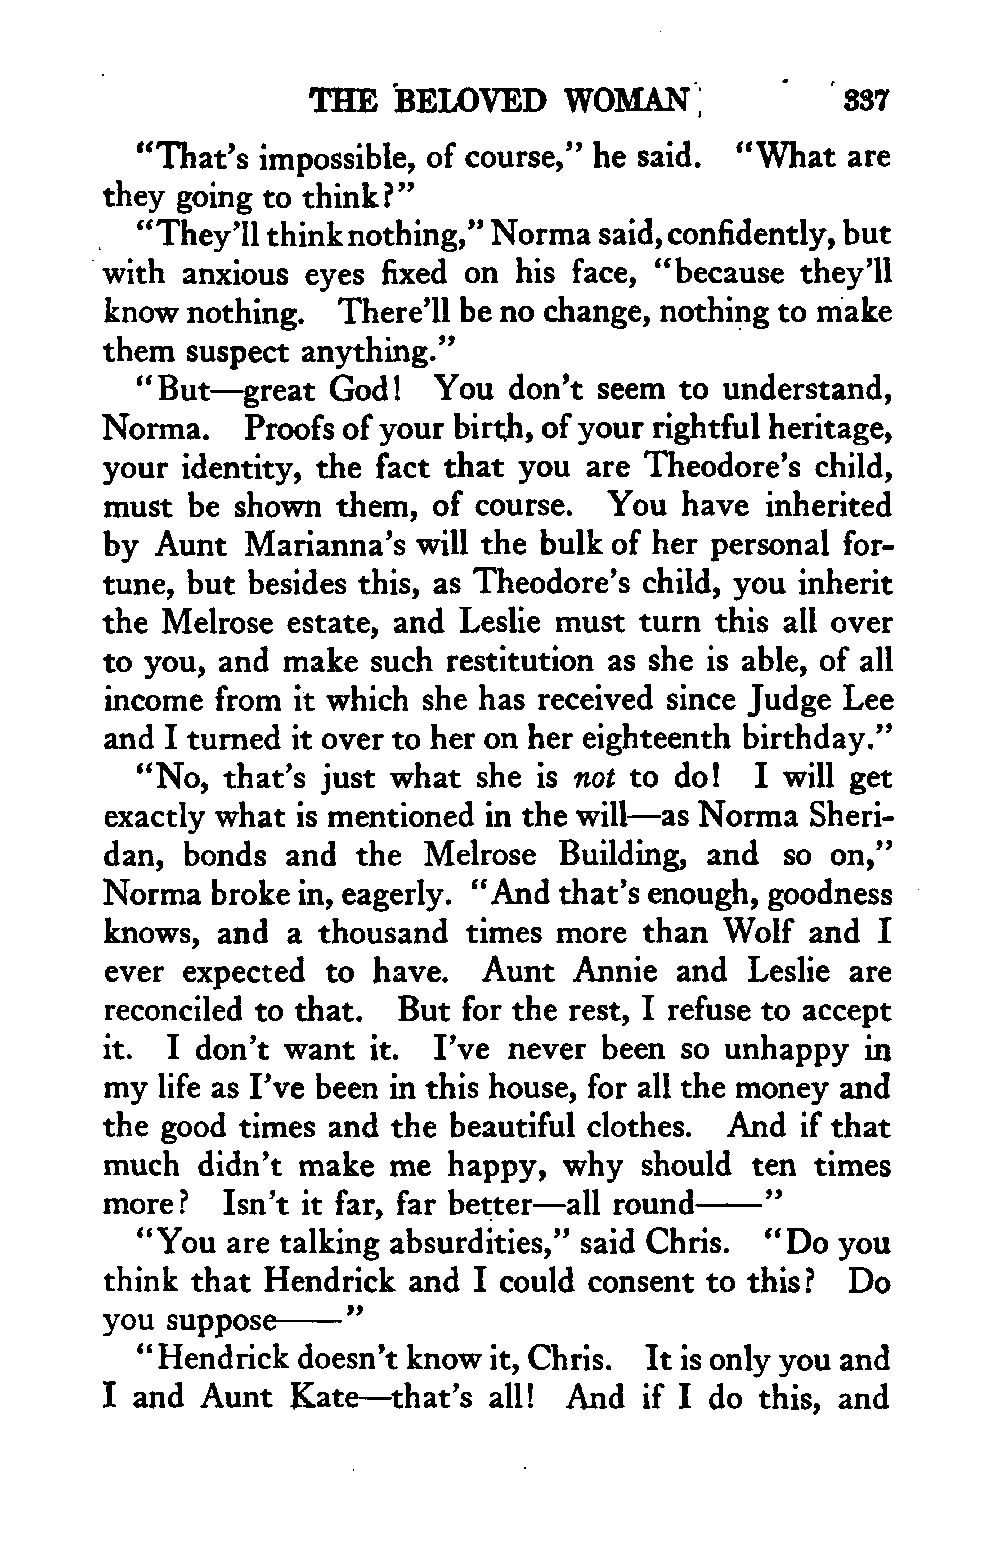 THE BELOVED WOMAN 337
"That's impossible, of course," he said. "What are
they going to think?"
"They'll think nothing," Norma said, confidently, but
with anxious eyes fixed on his face, "because they'll
know nothing. There'll be no change, nothing to make
them suspect anything."
"But—great God! You don't seem to understand,
Norma. Proofs of your birth, of your rightful heritage,
your identity, the fact that you are Theodore's child,
must be shown them, of course. You have inherited
by Aunt Marianna's will the bulk of her personal for-
tune, but besides this, as Theodore's child, you inherit
the Melrose estate, and Leslie must turn this all over
to you, and make such restitution as she is able, of all
income from it which she has received since Judge Lee
and I turned it over to her on her eighteenth birthday."
"No, that's just what she is not to do! I will get
exactly what is mentioned in the will—as Norma Sheri-
dan, bonds and the Melrose Building, and so on,"
Norma broke in, eagerly. "And that's enough, goodness
knows, and a thousand times more than Wolf and I
ever expected to have. Aunt Annie and Leslie are
reconciled to that. But for the rest, I refuse to accept
it. I don't want it. I've never been so unhappy in
my life as I've been in this house, for all the money and
the good times and the beautiful clothes. And if that
much didn't make me happy, why should ten times
more? Isn't it far, far better—all round——"
"You are talking absurdities," said Chris. "Do you
think that Hendrick and I could consent to this? Do
you suppose——"
"Hendrick doesn't know it, Chris. It is only you and
I and Aunt Kate—that's all! And if I do this, and